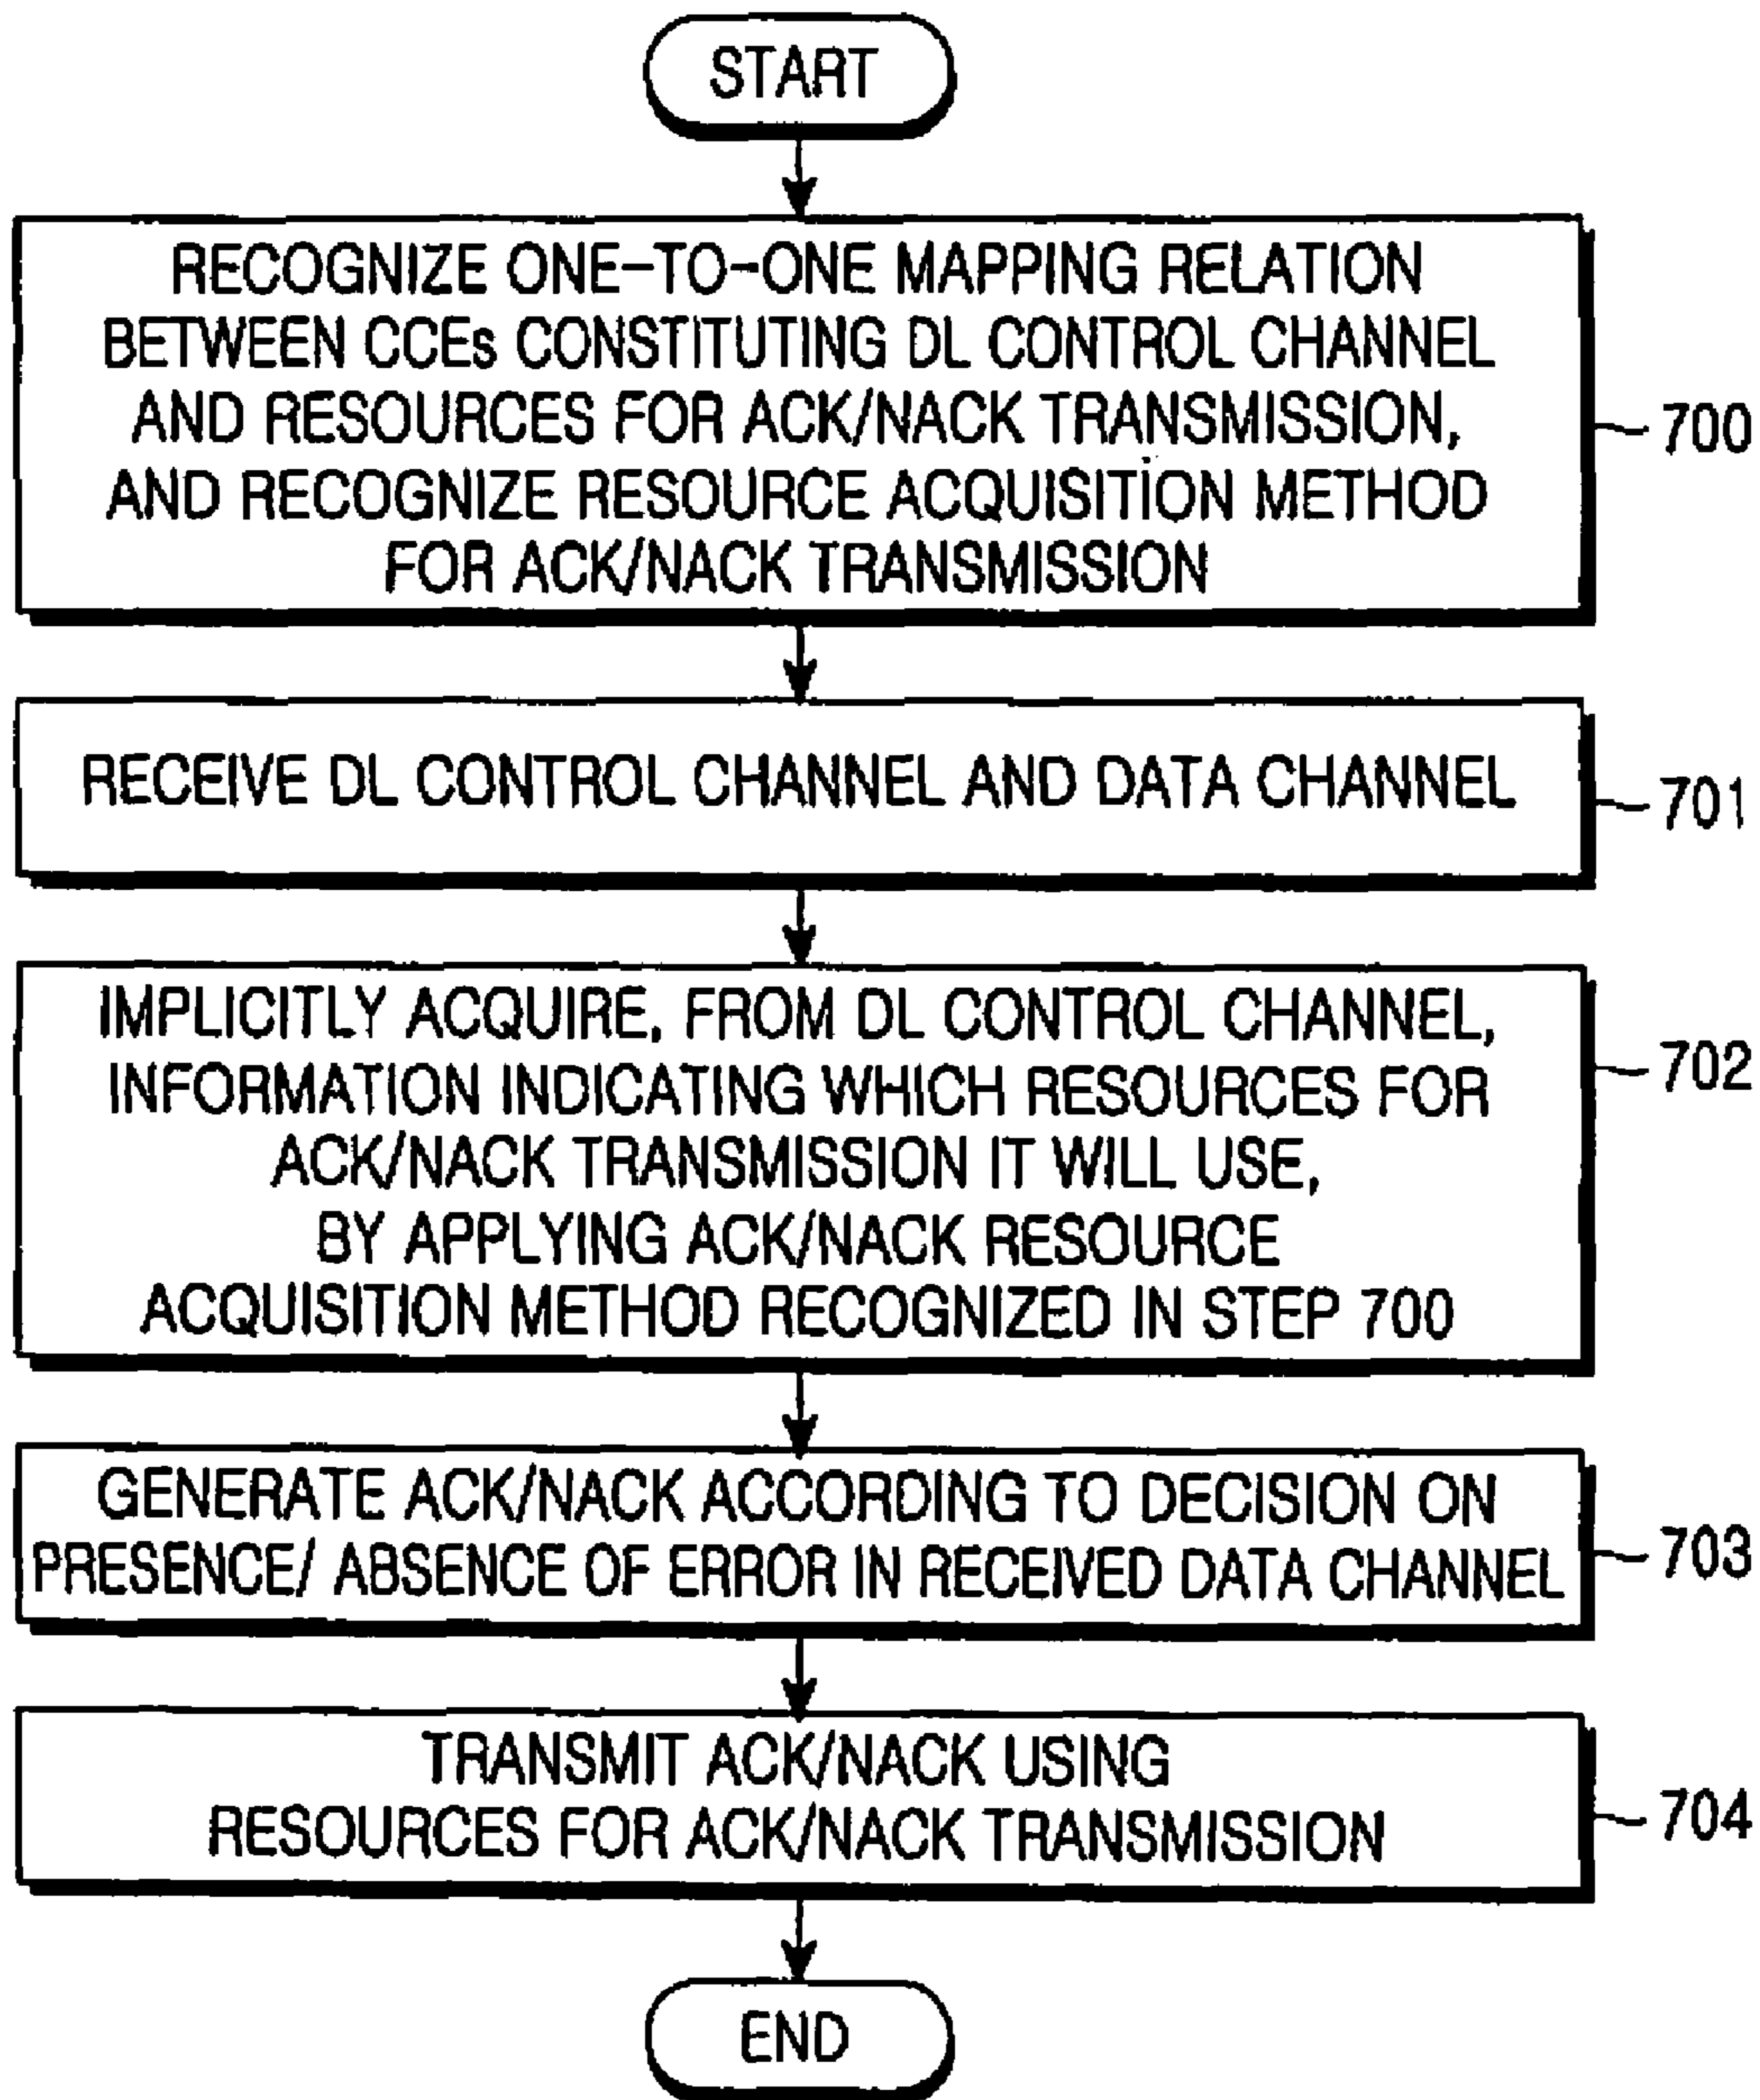 START
RECOGNIZE ONE-TO-ONE MAPPING RELATION
BETWEEN CCEs CONSTITUTING DL CONTROL CHANNEL
AND RESOURCES FOR ACK/NACK TRANSMISSION,
AND RECOGNIZE RESOURCE ACQUISITION METHOD
FOR ACK/NACK TRANSMISSION
700
RECEIVE DL CONTROL CHANNEL AND DATA CHANNEL
701
IMPLICITLY ACQUIRE, FROM DL CONTROL CHANNEL,
INFORMATION INDICATING WHICH RESOURCES FOR
ACK/NACK TRANSMISSION IT WILL USE,
BY APPLYING ACK/NACK RESOURCE
ACQUISITION METHOD RECOGNIZED IN STEP 700
702
GENERATE ACK/NACK ACCORDING TO DECISION ON
PRESENCE/ ABSENCE OF ERROR IN RECEIVED DATA CHANNEL
703
TRANSMIT ACK/NACK USING
RESOURCES FOR ACK/NACK TRANSMISSION
704
END